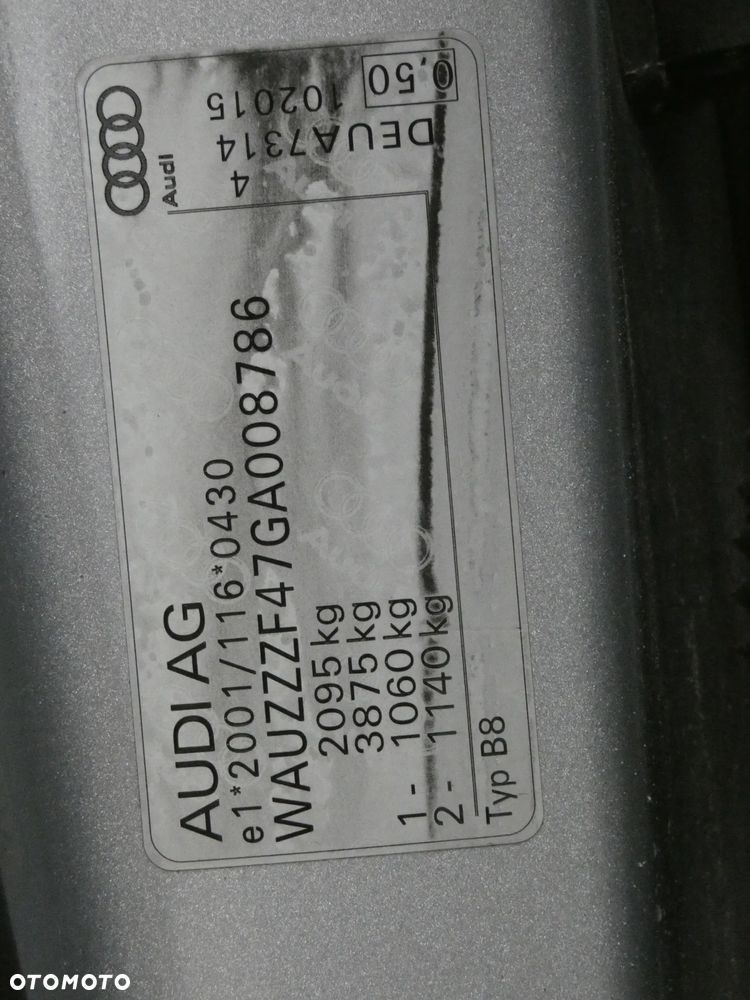 AUDI AG
e1*2001/116*0430
WAUZZZF47GA008786
2095 kg
3875 kg
1 - 1060 kg
2 - 1140 kg
Typ B8
Audi
4
DEUA7314
102015
0,50
OTOMOTO